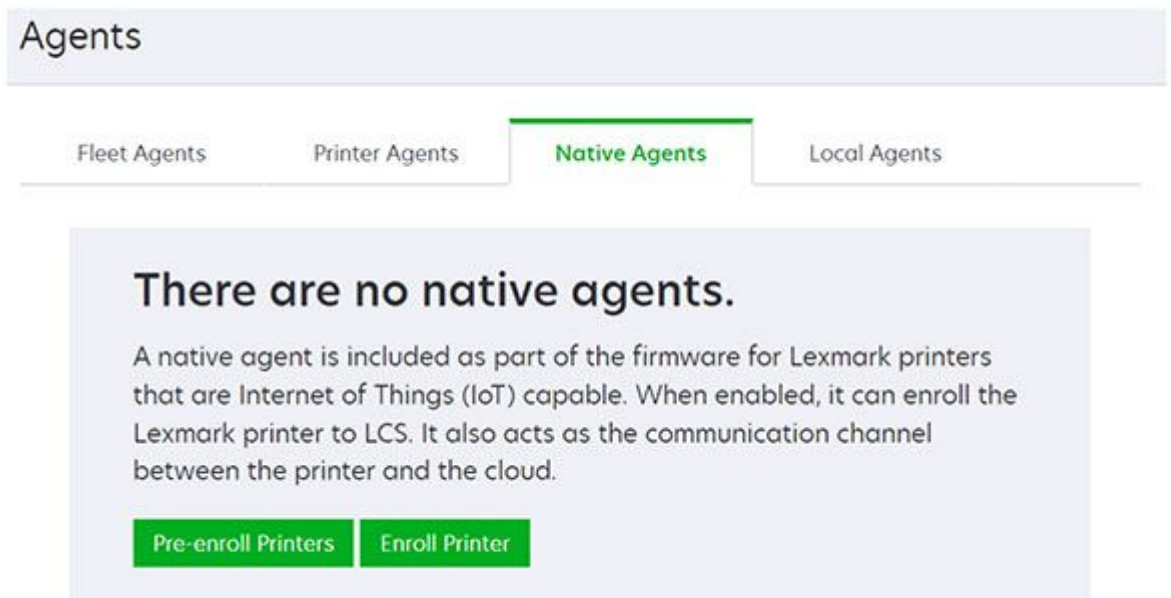 Agents
Fleet Agents Printer Agents Native Agents Local Agents
There are no native agents.
A native agent is included as part of the firmware for Lexmark printers
that are Internet of Things (IoT) capable. When enabled, it can enroll the
Lexmark printer to LCS. It also acts as the communication channel
between the printer and the cloud.
Pre-enroll Printers Enroll Printer